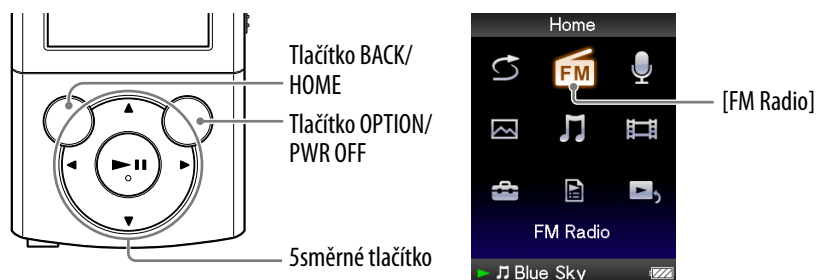 Tlačítko BACK/
HOME
Tlačítko OPTION/
PWR OFF
5směrné tlačítko
Home
FM
[FM Radio]
FM Radio
Blue Sky